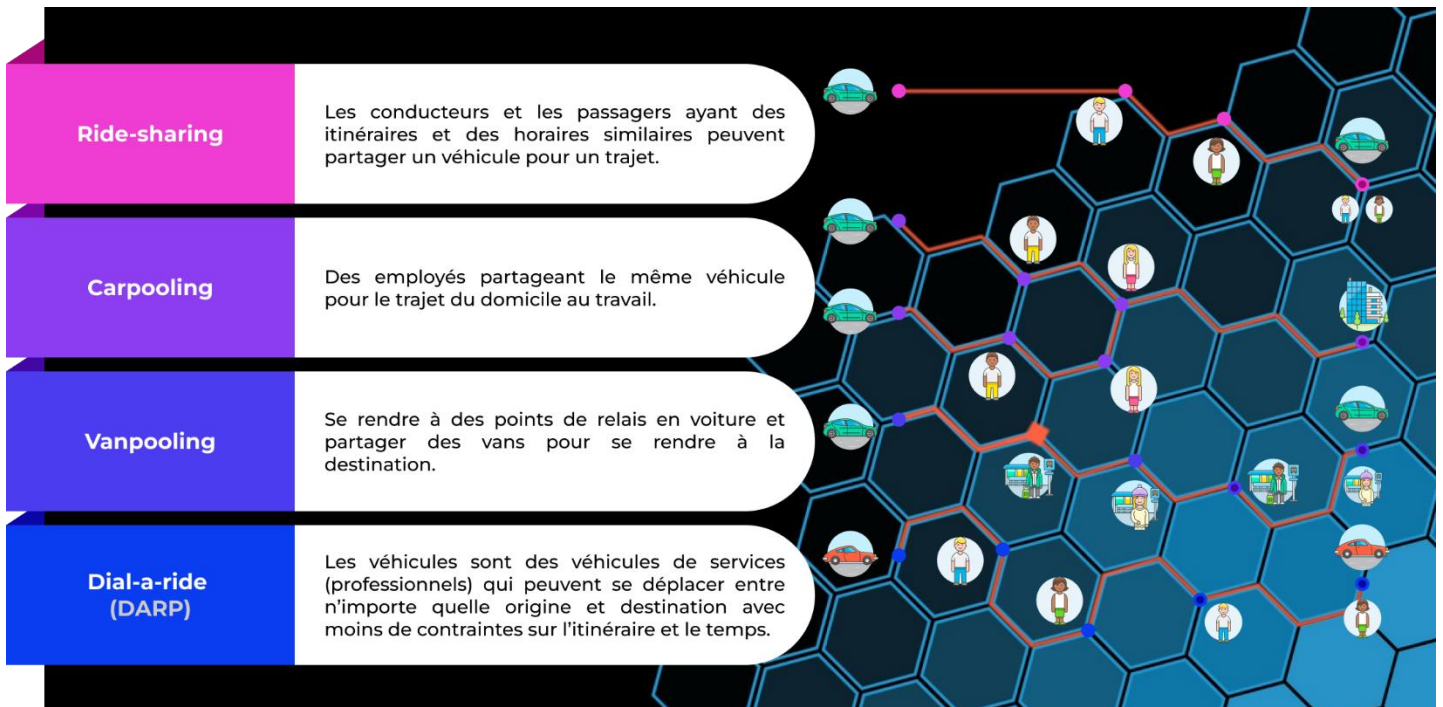 Ride-sharing
Les conducteurs et les passagers ayant des
itinéraires et des horaires similaires peuvent
partager un véhicule pour un trajet.
Carpooling
Des employés partageant le même véhicule
pour le trajet du domicile au travail.
Vanpooling
Se rendre à des points de relais en voiture et
partager des vans pour se rendre à la
destination.
Dial-a-ride
(DARP)
Les véhicules sont des véhicules de services
(professionnels) qui peuvent se déplacer entre
n’importe quelle origine et destination avec
moins de contraintes sur l’itinéraire et le temps.